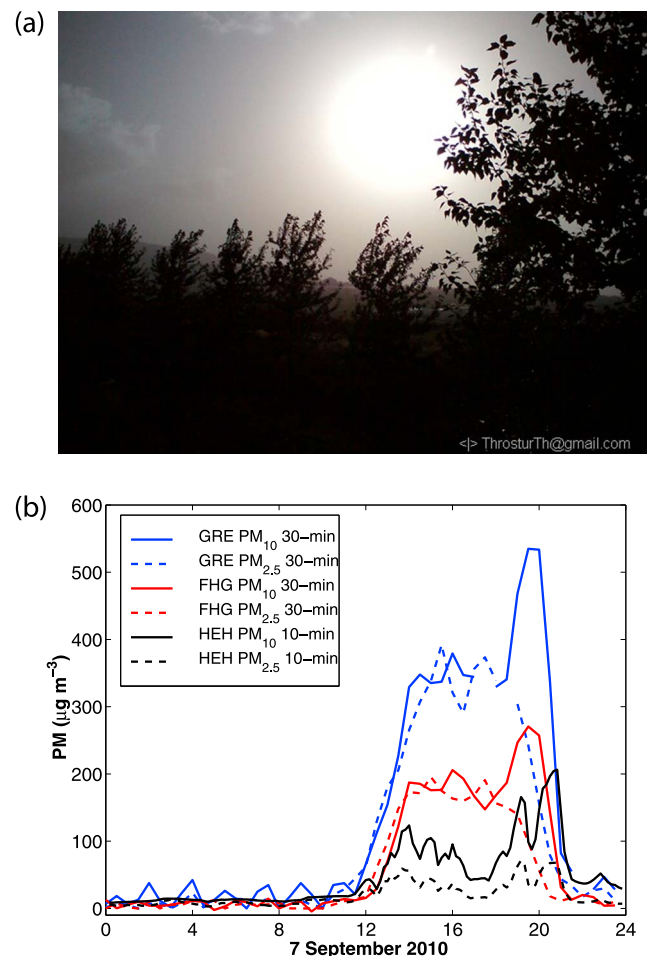 (a)
<|> ThrosturTh@gmail.com
(b)
600
500
400
300
200
100
0
PM (μg m⁻³)
GRE PM₁₀ 30−min
GRE PM₂.₅ 30−min
FHG PM₁₀ 30−min
FHG PM₂.₅ 30−min
HEH PM₁₀ 10−min
HEH PM₂.₅ 10−min
0 4 8 12 16 20 24
7 September 2010